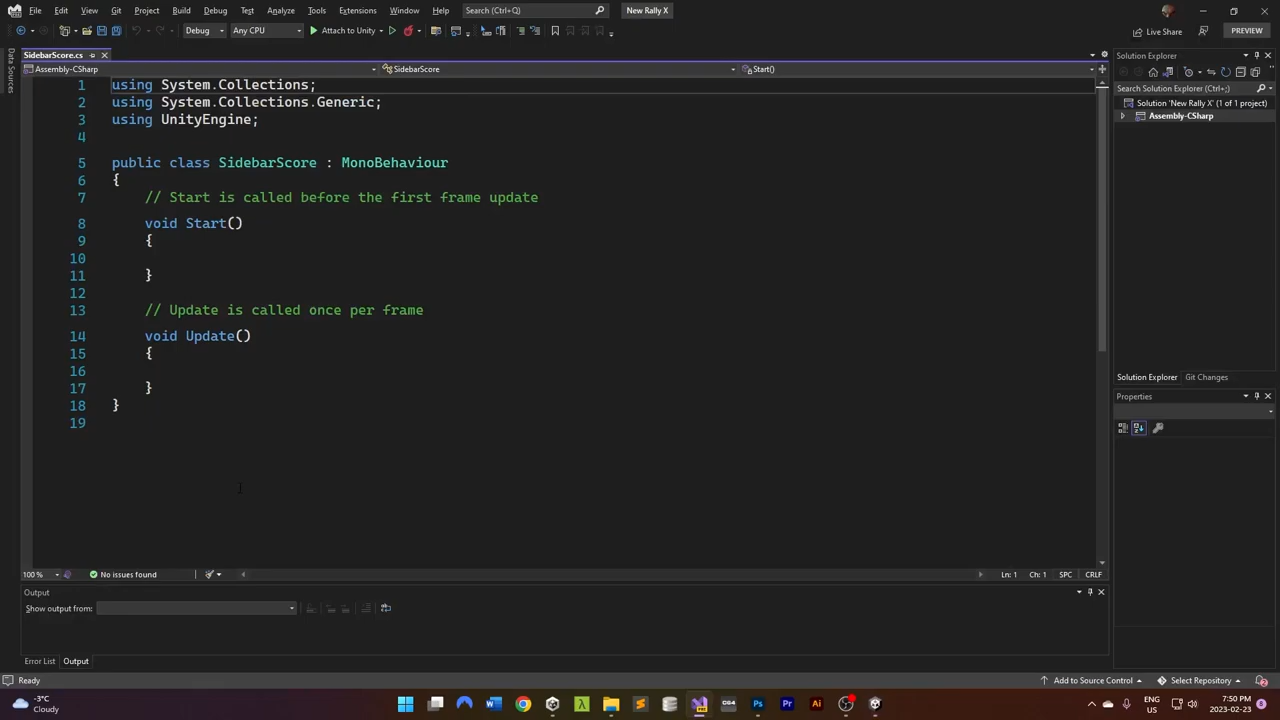 File Edit View Git Project Build Debug Test Analyze Tools Extensions Window Help Search (Ctrl+Q) New Rally X
Debug Any CPU Attach to Unity Live Share PREVIEW
Data Sources
SidebarScore.cs
Assembly-CSharp SidebarScore Start()
1 using System.Collections;
2 using System.Collections.Generic;
3 using UnityEngine;
4
5 public class SidebarScore : MonoBehaviour
6 {
7 // Start is called before the first frame update
8 void Start()
9 {
10
11 }
12
13 // Update is called once per frame
14 void Update()
15 {
16
17 }
18 }
19
100 % No issues found Ln: 1 Ch: 1 SPC CRLF
Output
Show output from:
Error List Output
Solution Explorer
Search Solution Explorer (Ctrl+;)
Solution 'New Rally X' (1 of 1 project)
Assembly-CSharp
Solution Explorer Git Changes
Properties
Ready Add to Source Control Select Repository 2
-3°C
Cloudy
ENG
US
7:50 PM
2023-02-23